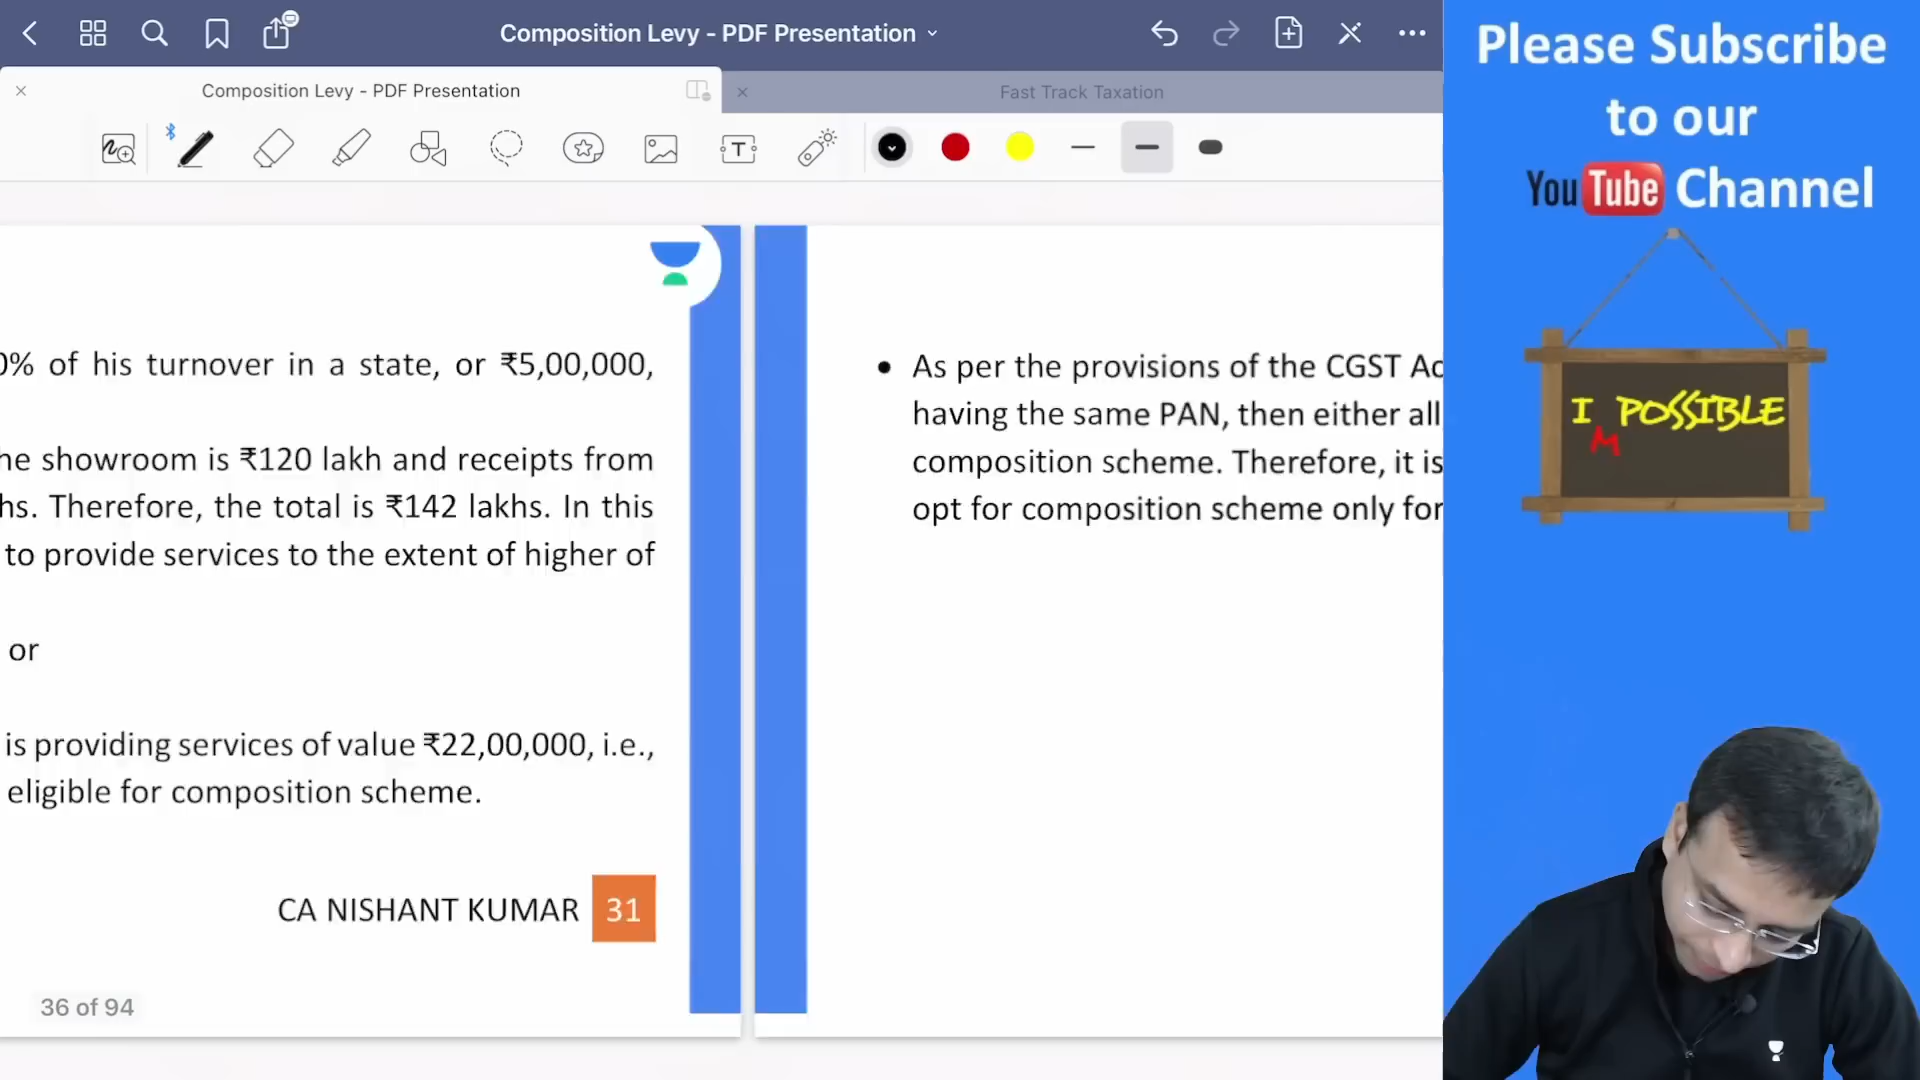 Composition Levy - PDF Presentation
Composition Levy - PDF Presentation
Fast Track Taxation
T
0% of his turnover in a state, or ₹5,00,000,
he showroom is ₹120 lakh and receipts from
hs. Therefore, the total is ₹142 lakhs. In this
to provide services to the extent of higher of
or
is providing services of value ₹22,00,000, i.e.,
eligible for composition scheme.
CA NISHANT KUMAR 31
36 of 94
• As per the provisions of the CGST Ac
having the same PAN, then either all
composition scheme. Therefore, it is
opt for composition scheme only for
Please Subscribe
to our
YouTube Channel
I POSSIBLE
M